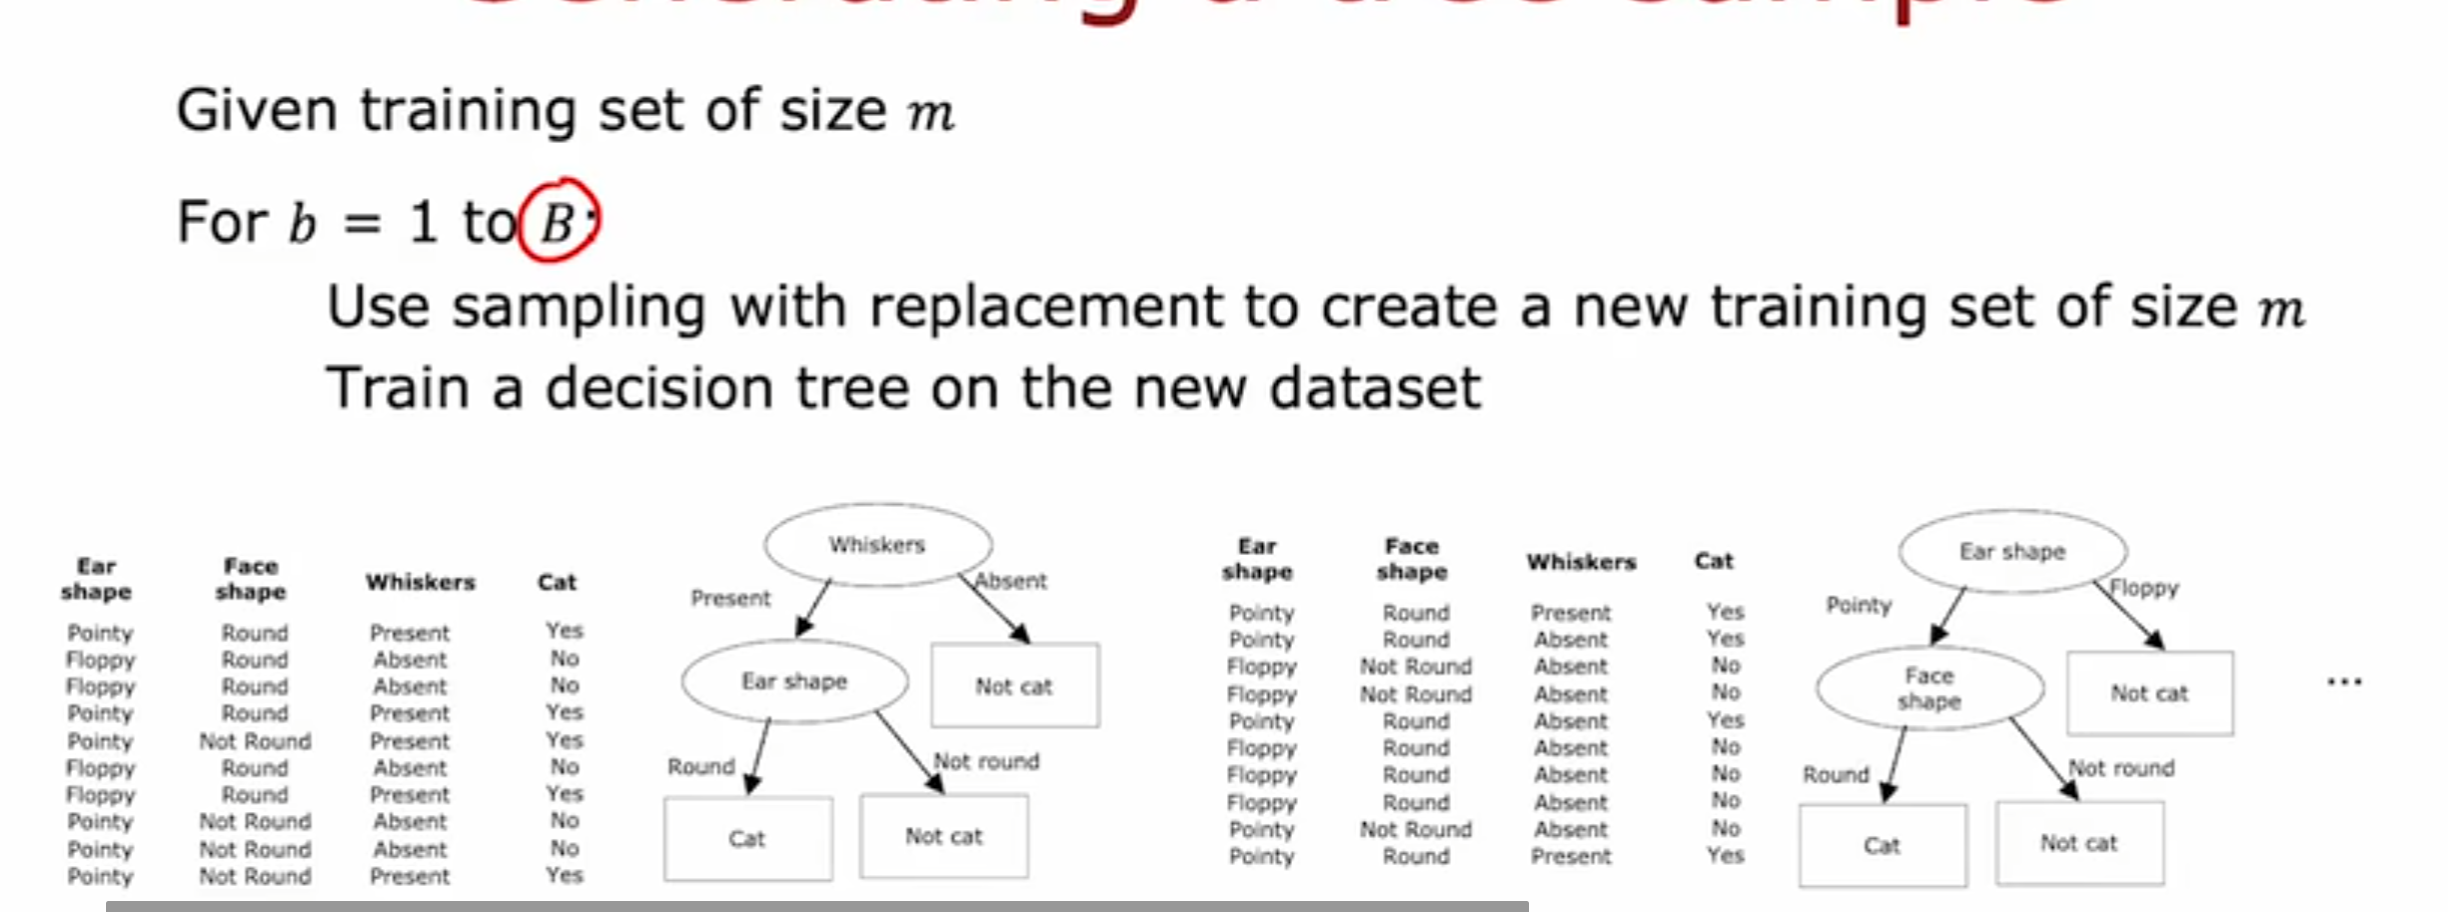 Generating a tree sample
Given training set of size m
For b = 1 to B:
Use sampling with replacement to create a new training set of size m
Train a decision tree on the new dataset
Ear shape Face shape Whiskers Cat
Pointy Round Present Yes
Floppy Round Absent No
Floppy Round Absent No
Pointy Round Present Yes
Pointy Not Round Present Yes
Floppy Round Absent No
Floppy Round Present Yes
Pointy Not Round Absent No
Pointy Not Round Absent No
Pointy Not Round Present Yes
Whiskers
Present
Absent
Ear shape
Not cat
Round
Not round
Cat
Not cat
Ear shape Face shape Whiskers Cat
Pointy Round Present Yes
Pointy Round Absent Yes
Floppy Not Round Absent No
Floppy Not Round Absent No
Pointy Round Absent Yes
Floppy Round Absent No
Floppy Round Absent No
Floppy Round Absent No
Pointy Not Round Absent No
Pointy Round Present Yes
Ear shape
Pointy
Floppy
Face shape
Not cat
Round
Not round
Cat
Not cat
...